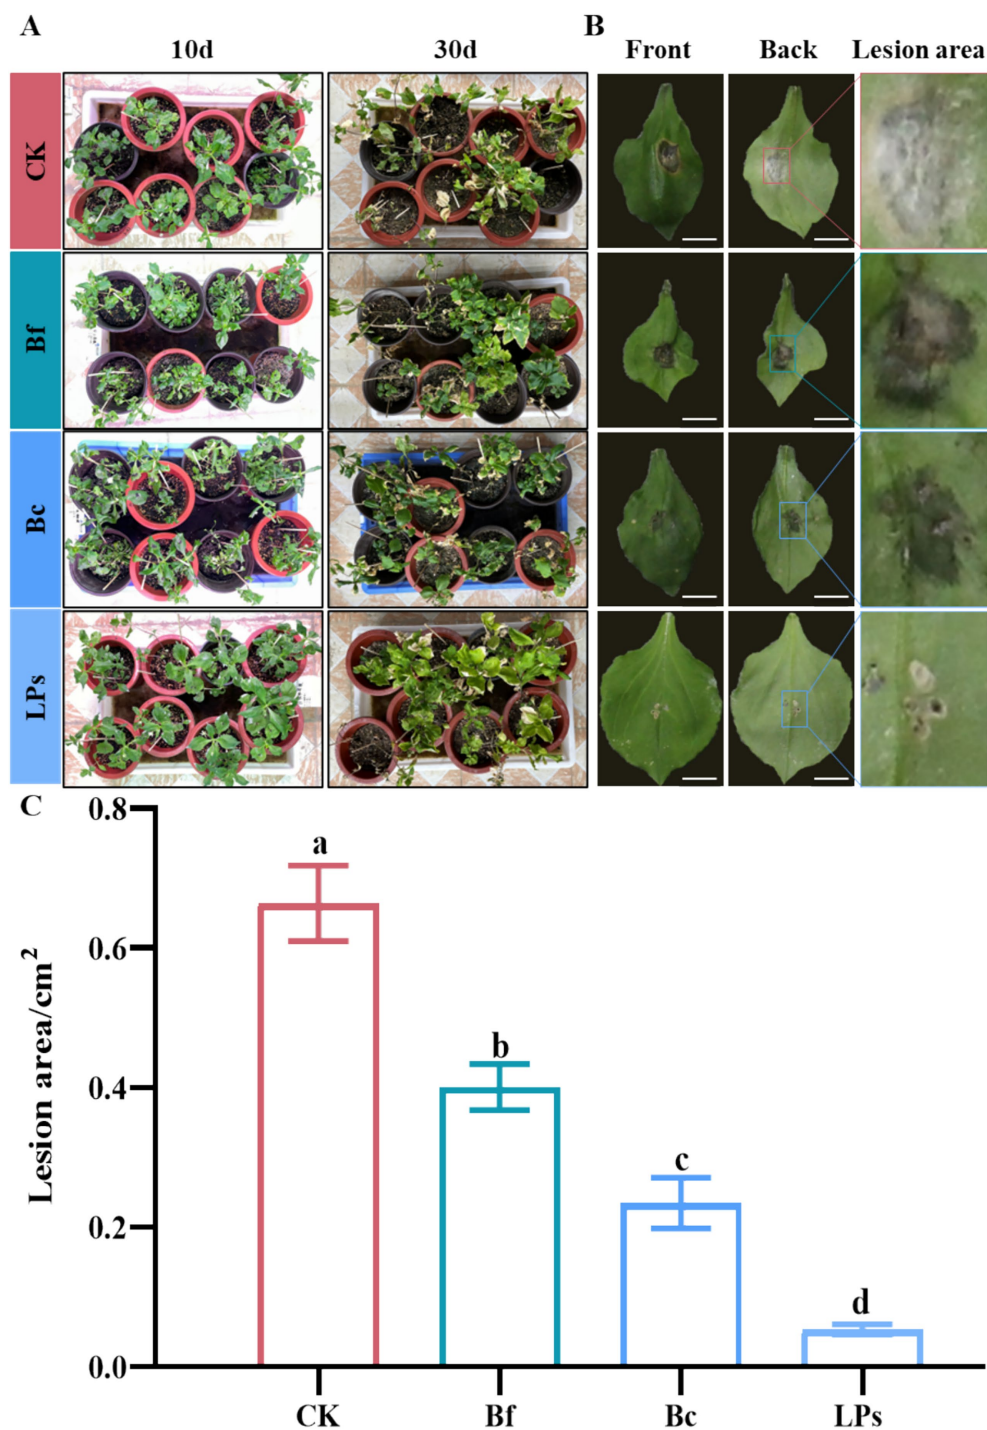 A
B
10d
30d
Front
Back
Lesion area
CK
Bf
Bc
LPs
C
Lesion area/cm²
0.8
0.6
0.4
0.2
0.0
a
b
c
d
CK
Bf
Bc
LPs